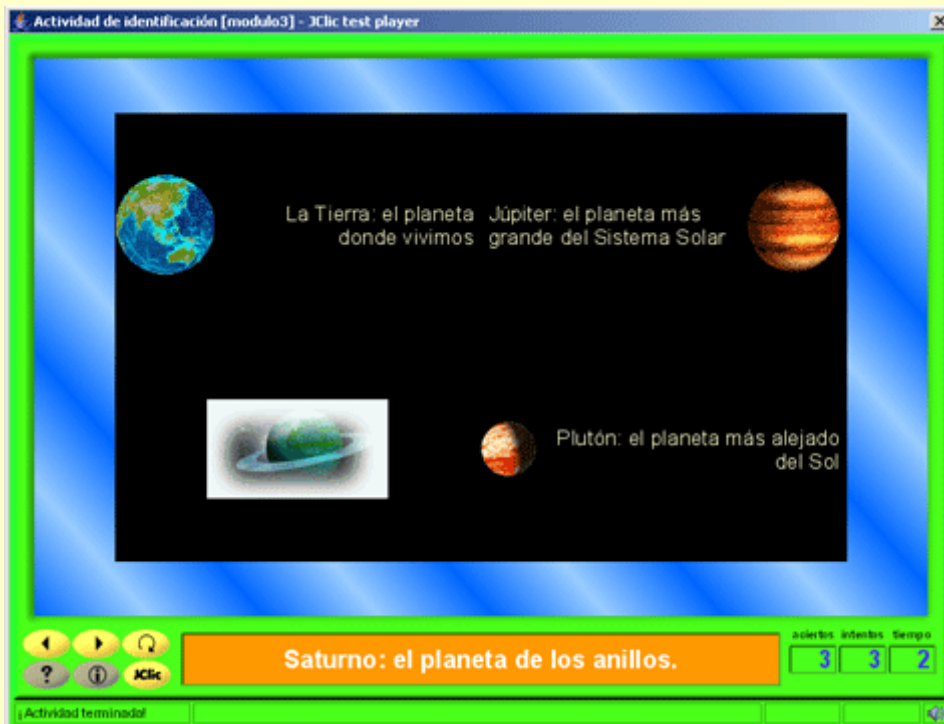 Actividad de identificación [modulo3] - JClic test player
La Tierra: el planeta
donde vivimos
Júpiter: el planeta más
grande del Sistema Solar
Plutón: el planeta más alejado
del Sol
?
i
JClic
Saturno: el planeta de los anillos.
aciertos intentos tiempo
3 3 2
¡Actividad terminada!